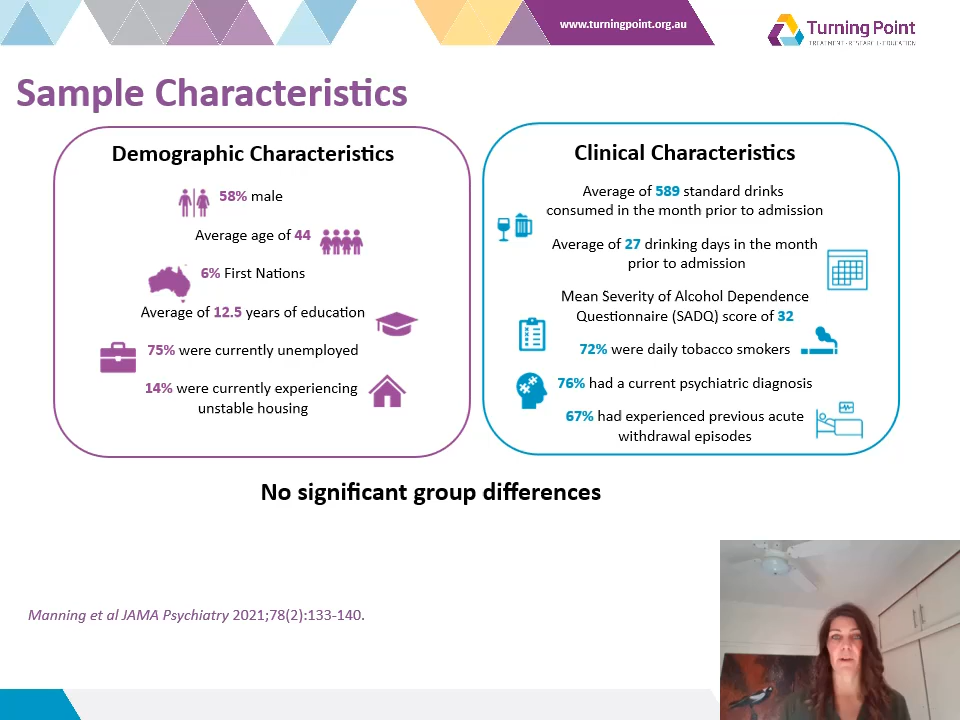 www.turningpoint.org.au
Turning Point
TREATMENT • RESEARCH • EDUCATION
Sample Characteristics
Demographic Characteristics
58% male
Average age of 44
6% First Nations
Average of 12.5 years of education
75% were currently unemployed
14% were currently experiencing
unstable housing
Clinical Characteristics
Average of 589 standard drinks
consumed in the month prior to admission
Average of 27 drinking days in the month
prior to admission
Mean Severity of Alcohol Dependence
Questionnaire (SADQ) score of 32
72% were daily tobacco smokers
76% had a current psychiatric diagnosis
67% had experienced previous acute
withdrawal episodes
No significant group differences
Manning et al JAMA Psychiatry 2021;78(2):133-140.